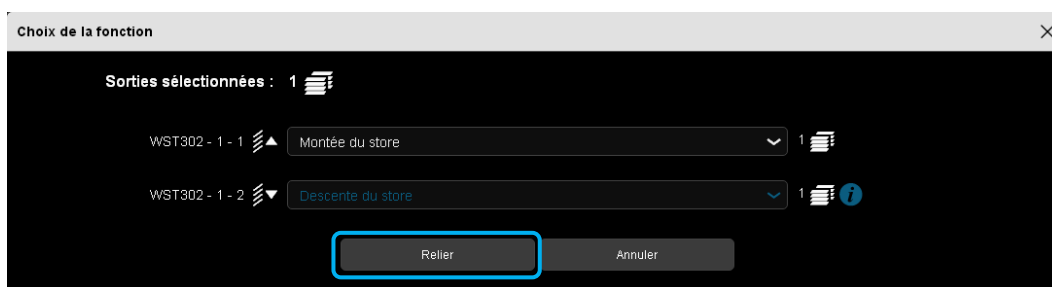 Choix de la fonction
Sorties sélectionnées : 1
WST302 - 1 - 1 Montée du store 1
WST302 - 1 - 2 Descente du store 1 i
Relier Annuler